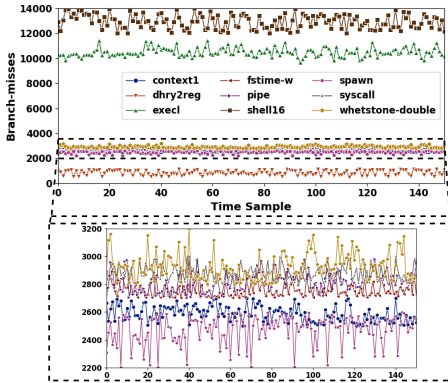 14000
12000
10000
8000
6000
4000
2000
0
Branch-misses
context1 fstime-w spawn
dhry2reg pipe syscall
execl shell16 whetstone-double
0 20 40 60 80 100 120 140
Time Sample
3200
3000
2800
2600
2400
2200
0 20 40 60 80 100 120 140